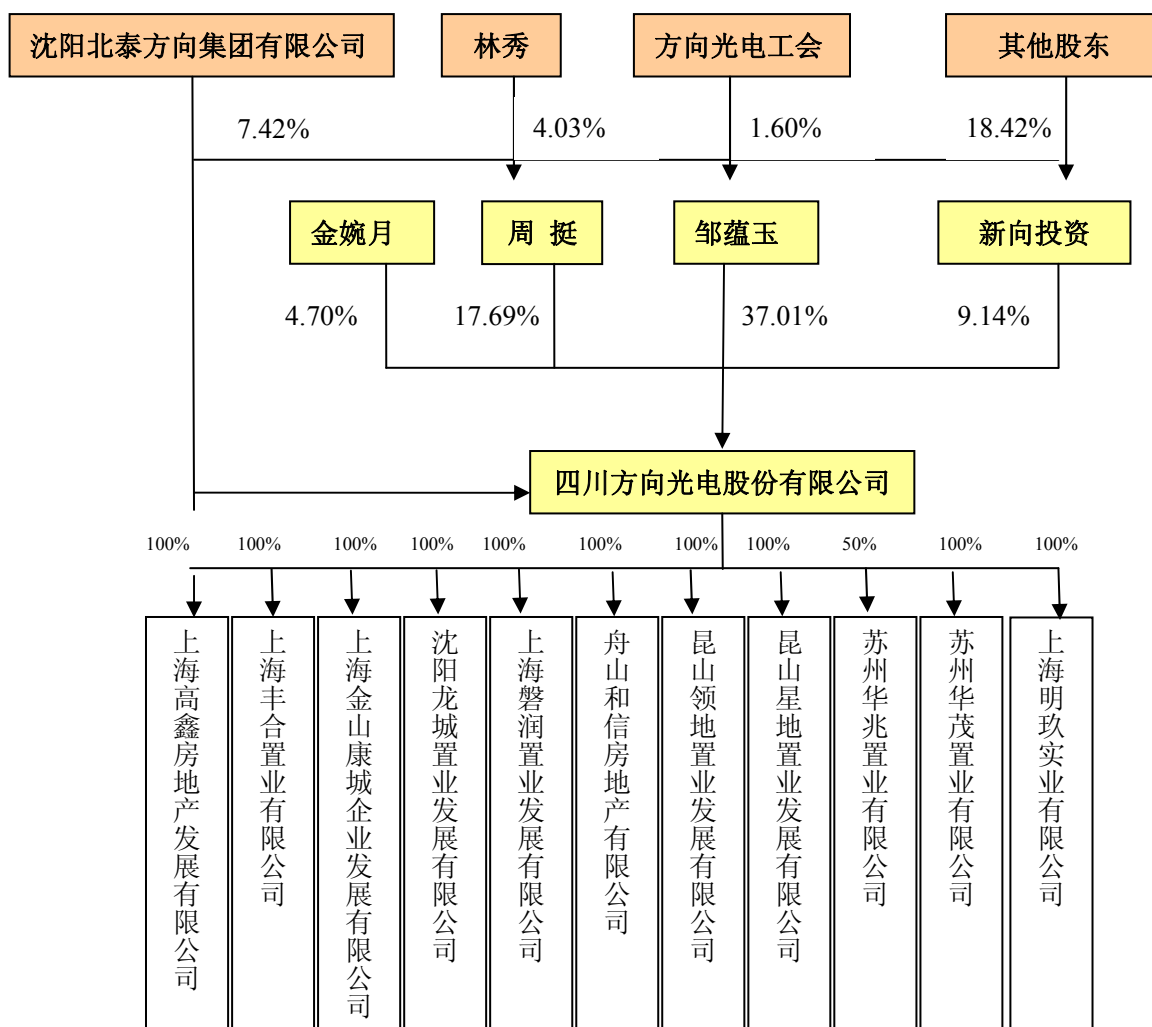 沈阳北泰方向集团有限公司
林秀
方向光电工会
其他股东
7.42%
4.03%
1.60%
18.42%
金婉月
周 挺
邹蕴玉
新向投资
4.70%
17.69%
37.01%
9.14%
四川方向光电股份有限公司
100%
100%
100%
100%
100%
100%
100%
100%
50%
100%
100%
上海高鑫房地产发展有限公司
上海丰合置业有限公司
上海金山康城企业发展有限公司
沈阳龙城置业发展有限公司
上海磐润置业发展有限公司
舟山和信房地产有限公司
昆山领地置业发展有限公司
昆山星地置业发展有限公司
苏州华兆置业有限公司
苏州华茂置业有限公司
上海明玖实业有限公司